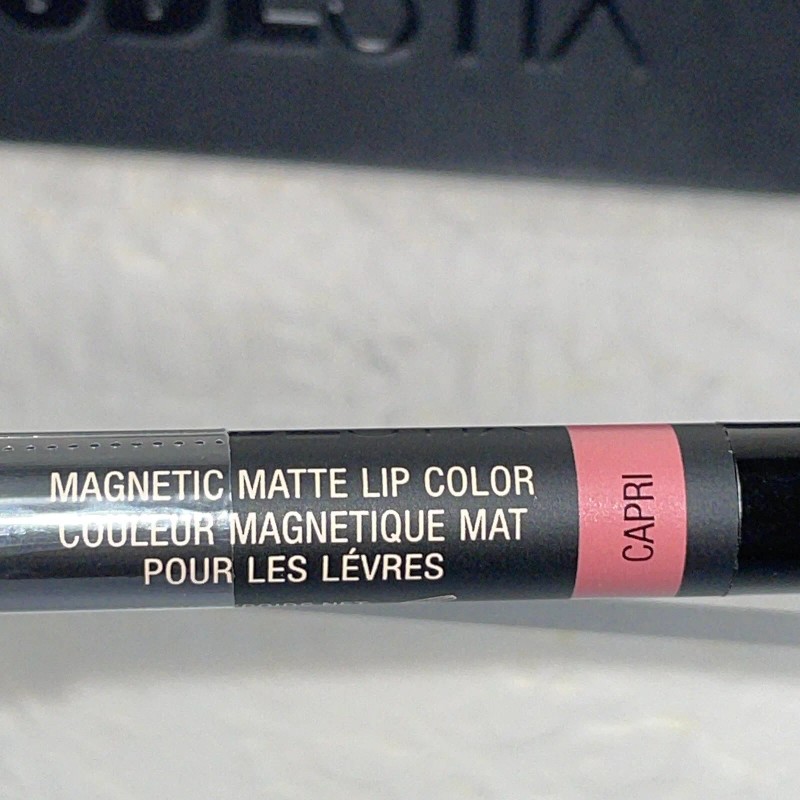 MAGNETIC MATTE LIP COLOR
COULEUR MAGNETIQUE MAT
POUR LES LÉVRES
CAPRI